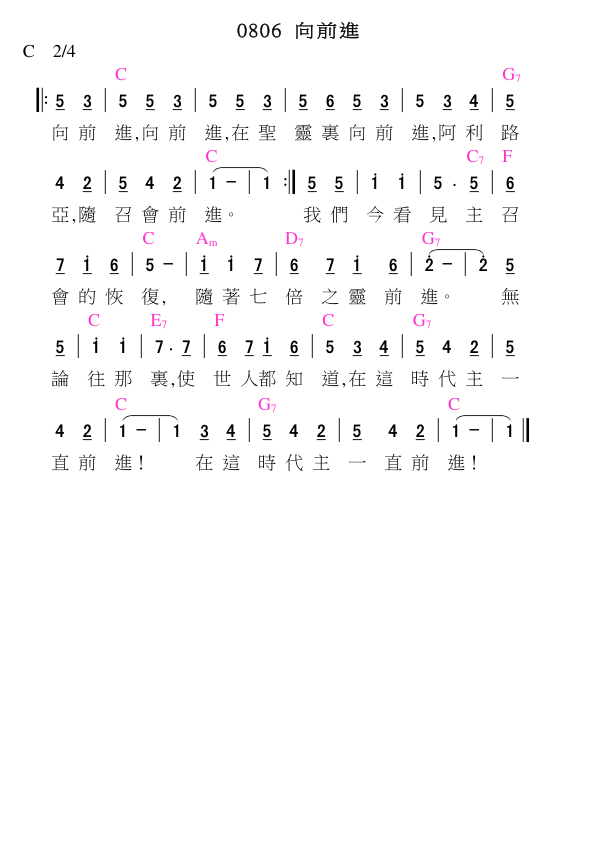 0806 向前進
C 2/4
C G7
5 3 | 5 5 3 | 5 5 3 | 5 6 5 3 | 5 3 4 | 5
向前 進,向前 進,在聖 靈裏向前 進,阿利 路
C C7 F
4 2 | 5 4 2 | 1 – | 1 :‖ 5 5 | i i | 5 . 5 | 6
亞,隨 召會前 進。 我們 今看 見 主 召
C Am D7 G7
7 i 6 | 5 – | i i 7 | 6 7 i 6 | 2 – | 2 5
會的恢 復, 隨著七 倍之靈前 進。 無
C E7 F C G7
5 | i i | 7 . 7 | 6 7 i 6 | 5 3 4 | 5 4 2 | 5
論 往那 裏,使 世人都知 道,在這 時代主 一
C G7 C
4 2 | 1 – | 1 3 4 | 5 4 2 | 5 4 2 | 1 – | 1 ‖
直前 進! 在這 時代主 一直前 進!